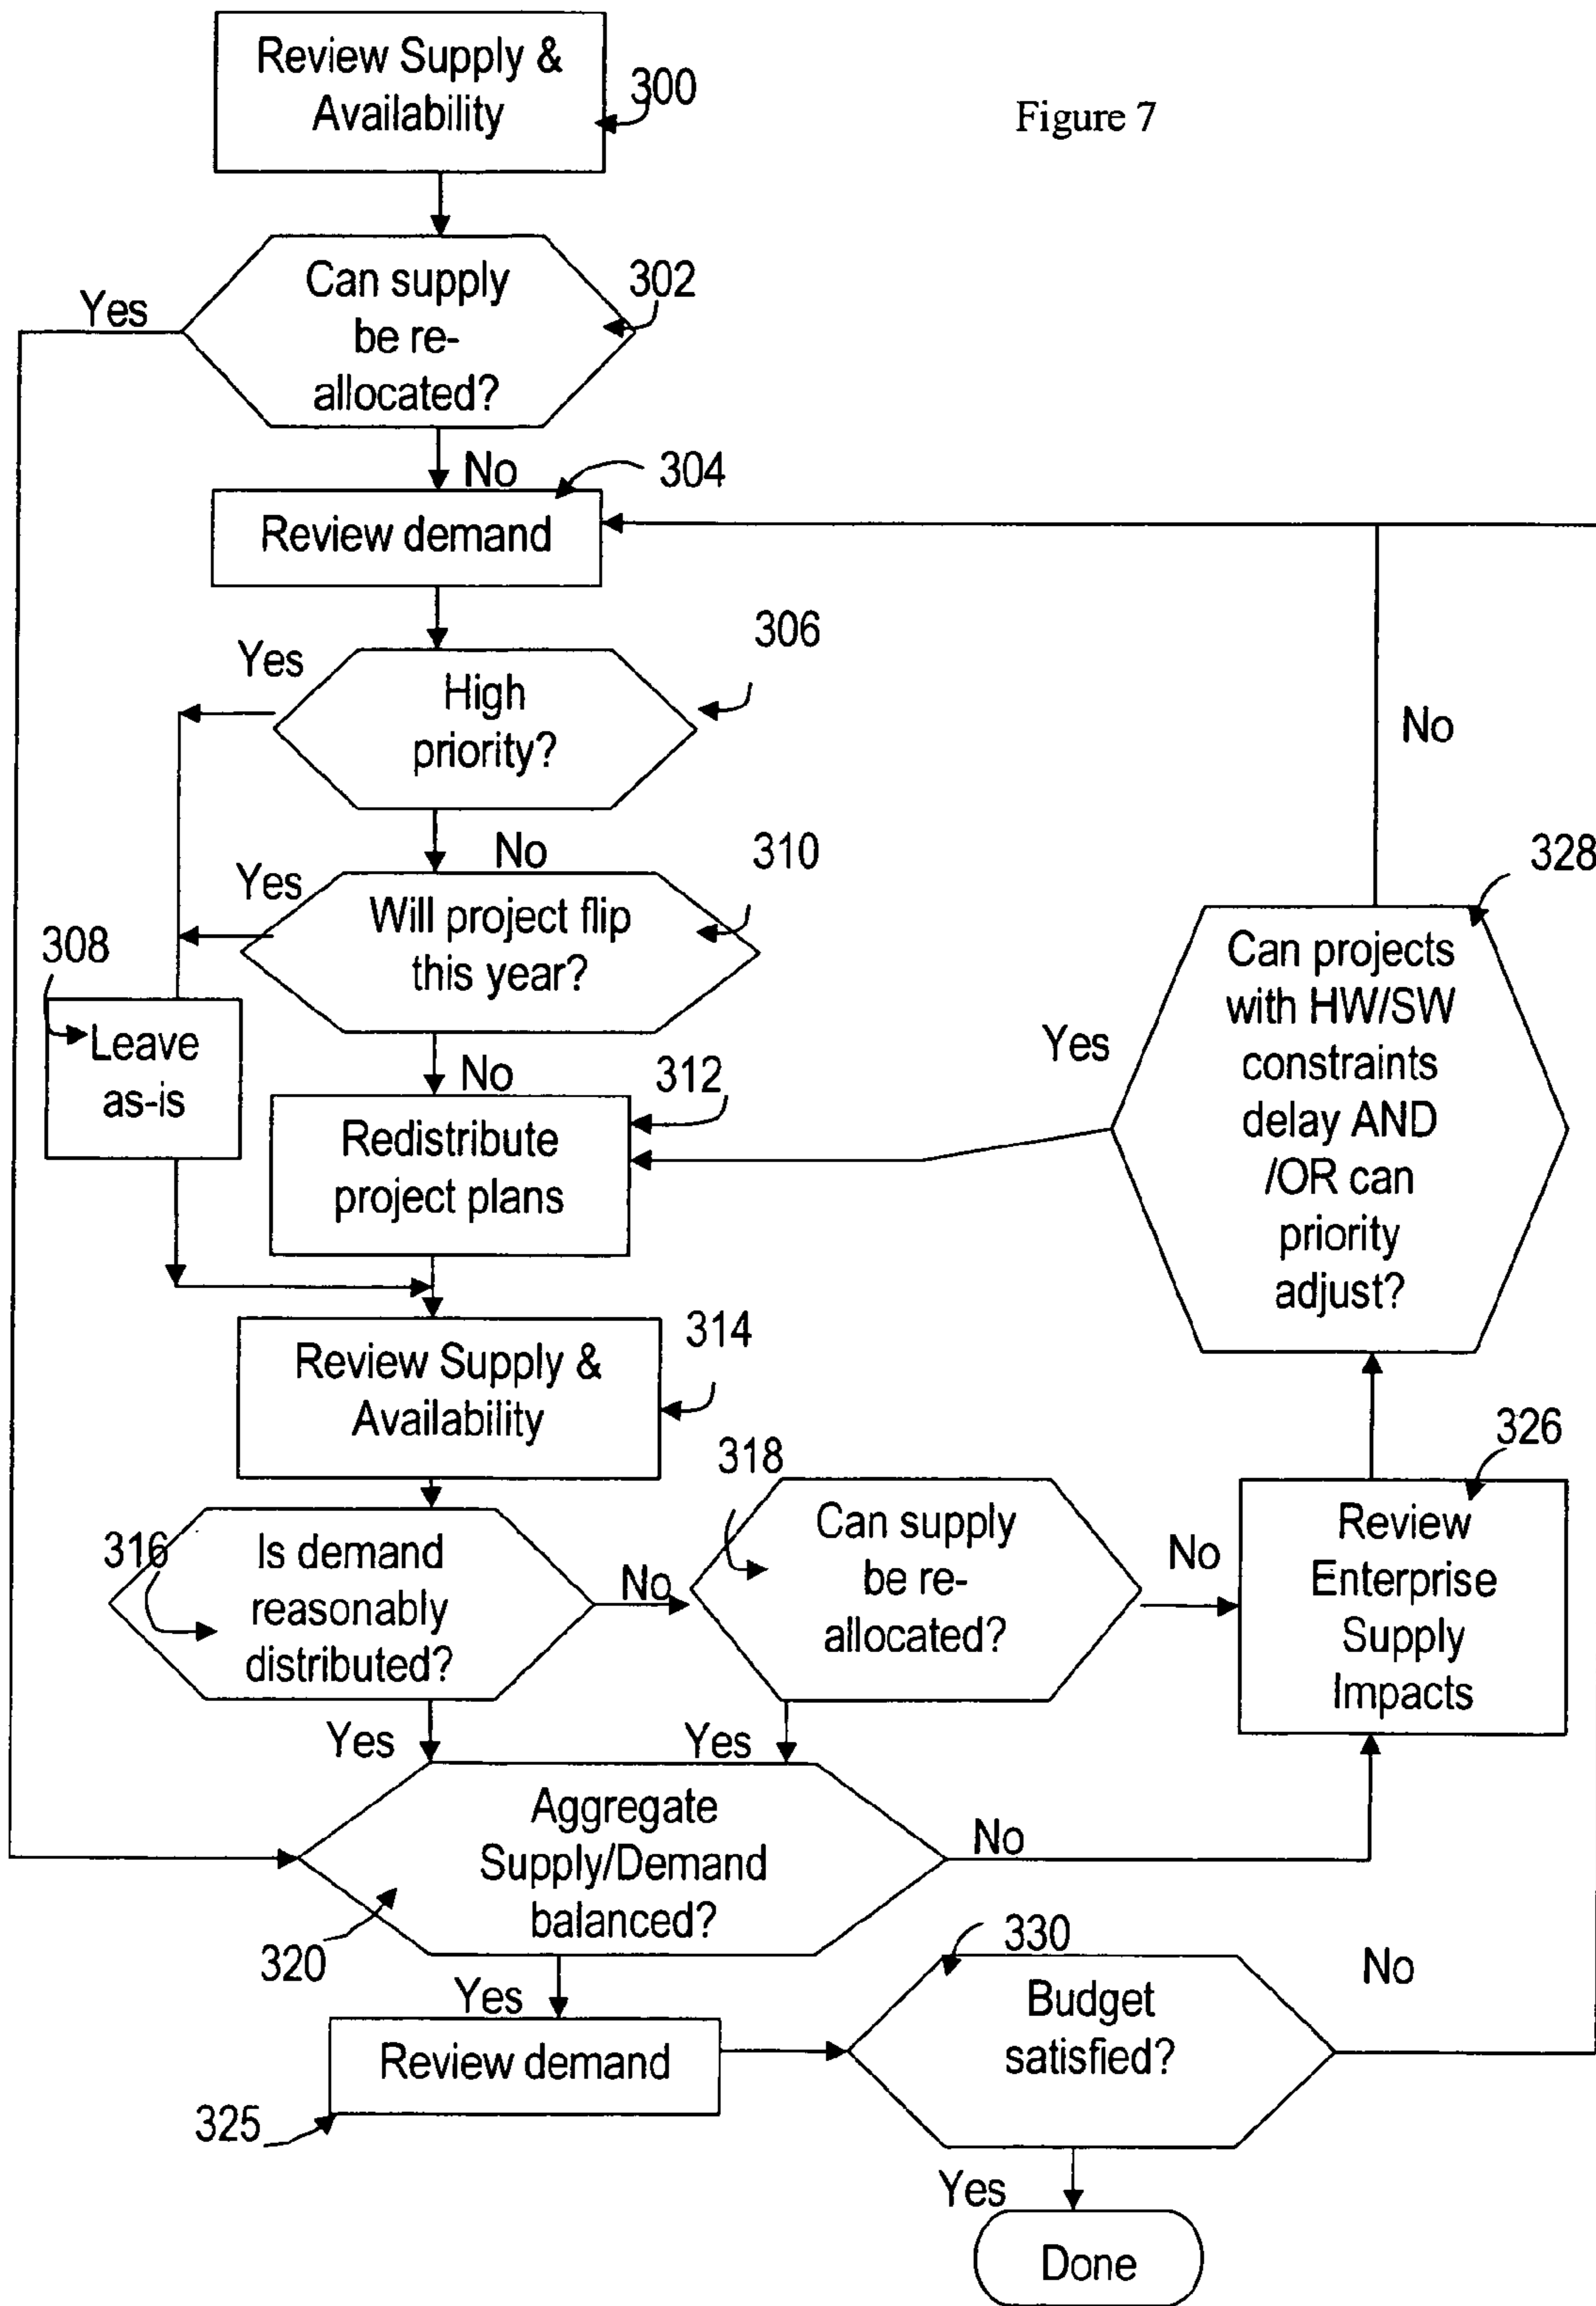 Review Supply &
Availability
300
Figure 7
Can supply
be re-
allocated?
302
Yes
No
304
Review demand
306
Yes
High
priority?
No
No
310
Yes
Will project flip
this year?
328
308
Leave
as-is
No
312
Redistribute
project plans
Yes
Can projects
with HW/SW
constraints
delay AND
/OR can
priority
adjust?
314
Review Supply &
Availability
318
326
316
Is demand
reasonably
distributed?
No
Can supply
be re-
allocated?
No
Review
Enterprise
Supply
Impacts
Yes
Yes
Aggregate
Supply/Demand
balanced?
No
320
330
Yes
Budget
satisfied?
No
Review demand
325
Yes
Done